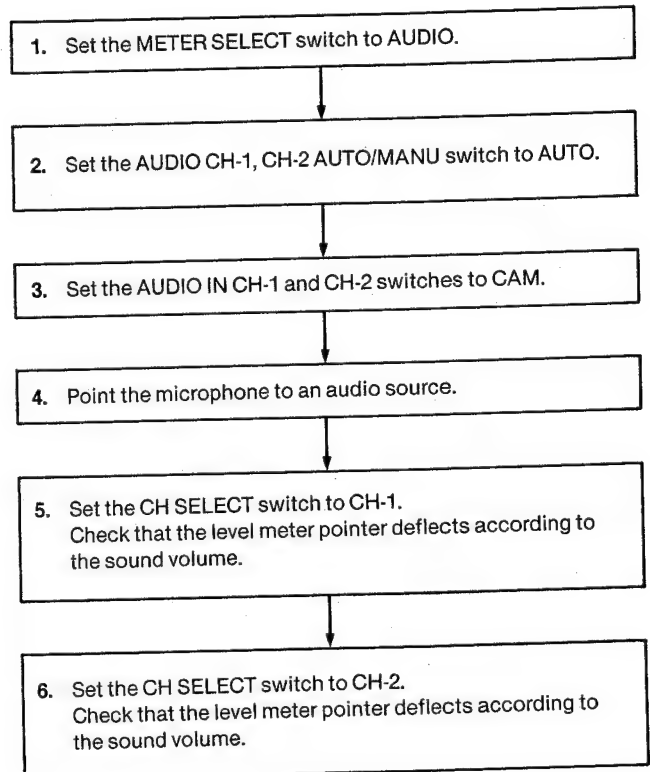 1. Set the METER SELECT switch to AUDIO.
2. Set the AUDIO CH-1, CH-2 AUTO/MANU switch to AUTO.
3. Set the AUDIO IN CH-1 and CH-2 switches to CAM.
4. Point the microphone to an audio source.
5. Set the CH SELECT switch to CH-1.
Check that the level meter pointer deflects according to
the sound volume.
6. Set the CH SELECT switch to CH-2.
Check that the level meter pointer deflects according to
the sound volume.